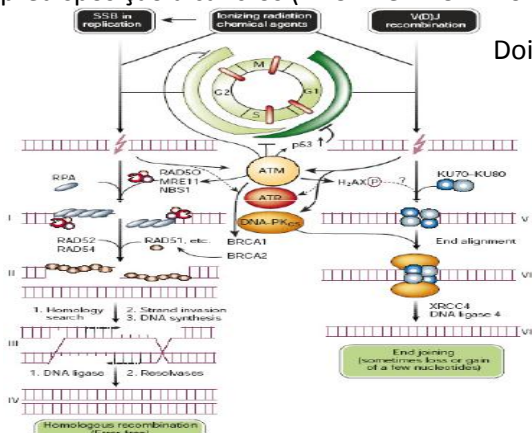 Doi
SSB in
replication
Ionizing radiation
chemical agents
V(D)J
recombination
M
G2
G1
S
p53
ATM
RPA
RAD50
MRE11
NBS1
ATR
H2AX P ?
KU70–KU80
DNA-PKcs
I
V
RAD52
RAD54
RAD51, etc.
BRCA1
BRCA2
End alignment
II
1. Homology
search
2. Strand invasion
3. DNA synthesis
XRCC4
DNA ligase 4
III
1. DNA ligase
2. Resolvases
End joining
(sometimes loss or gain
of a few nucleotides)
IV
Homologous recombination